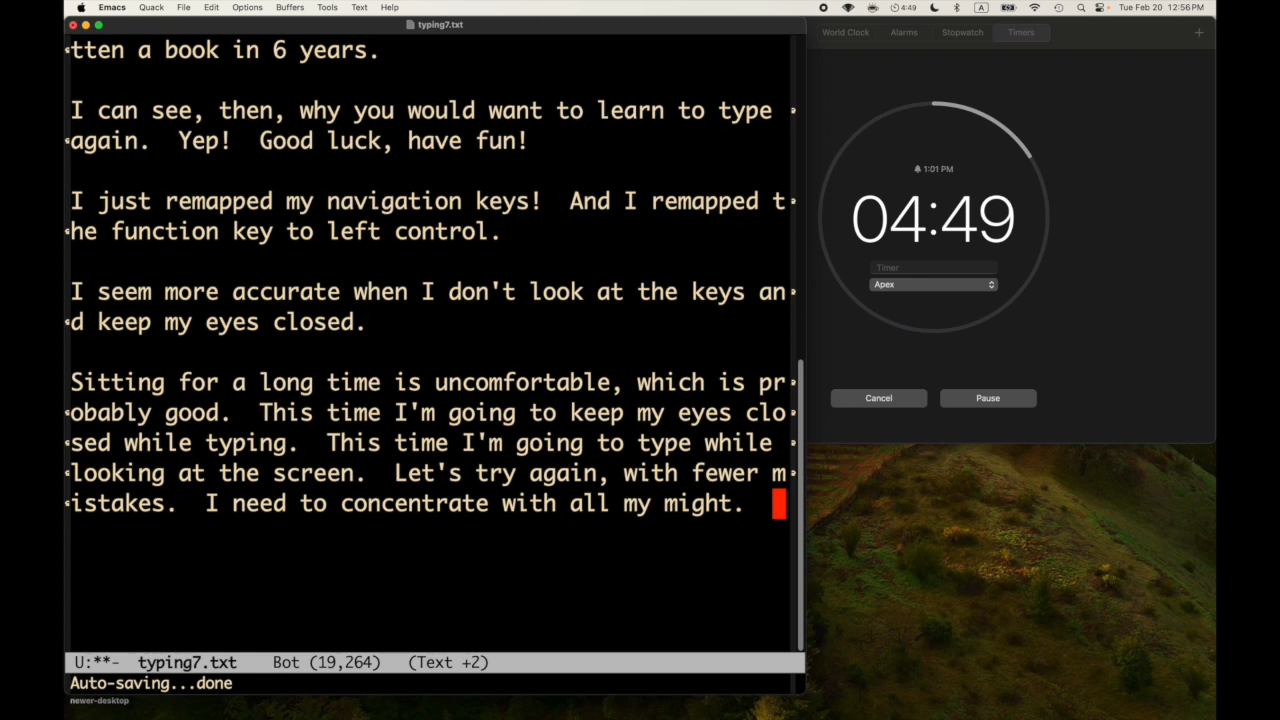 Emacs Quack File Edit Options Buffers Tools Text Help 4:49 A Tue Feb 20 12:56 PM
typing7.txt
tten a book in 6 years.
I can see, then, why you would want to learn to type
again.  Yep!  Good luck, have fun!
I just remapped my navigation keys!  And I remapped t
he function key to left control.
I seem more accurate when I don't look at the keys an
d keep my eyes closed.
Sitting for a long time is uncomfortable, which is pr
obably good.  This time I'm going to keep my eyes clo
sed while typing.  This time I'm going to type while
looking at the screen.  Let's try again, with fewer m
istakes.  I need to concentrate with all my might.
U:**-  typing7.txt    Bot (19,264)   (Text +2)
Auto-saving...done
newer-desktop
World Clock Alarms Stopwatch Timers +
1:01 PM
04:49
Timer
Apex
Cancel Pause